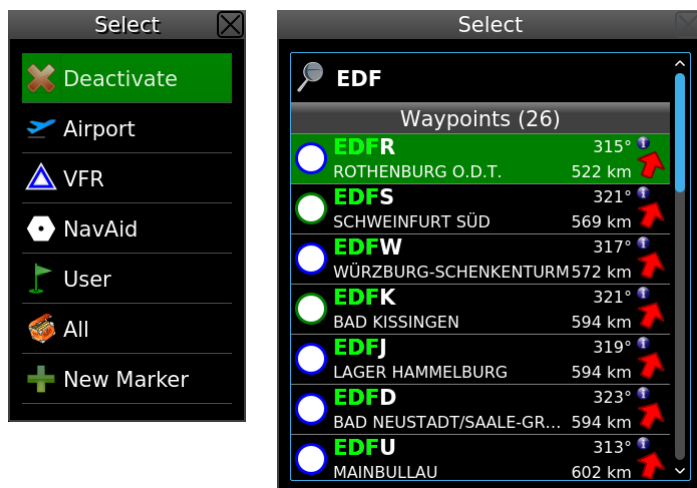 Select
Deactivate
Airport
VFR
NavAid
User
All
New Marker
Select
EDF
Waypoints (26)
EDFR 315°
ROTHENBURG O.D.T. 522 km
EDFS 321°
SCHWEINFURT SÜD 569 km
EDFW 317°
WÜRZBURG-SCHENKENTURM 572 km
EDFK 321°
BAD KISSINGEN 594 km
EDFJ 319°
LAGER HAMMELBURG 594 km
EDFD 323°
BAD NEUSTADT/SAALE-GR... 594 km
EDFU 313°
MAINBULLAU 602 km